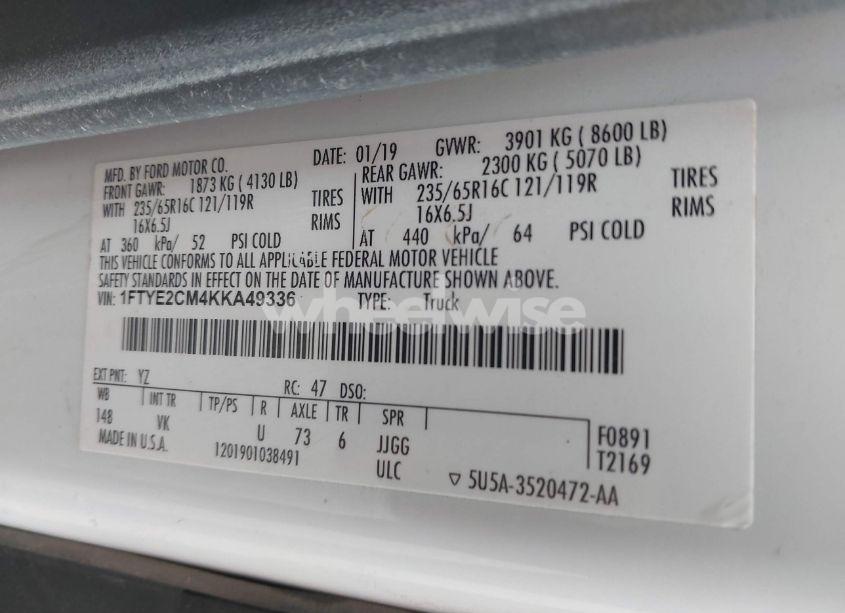 MFD. BY FORD MOTOR CO. DATE: 01/19 GVWR: 3901 KG ( 8600 LB)
FRONT GAWR: 1873 KG ( 4130 LB) REAR GAWR: 2300 KG ( 5070 LB)
WITH 235/65R16C 121/119R TIRES WITH 235/65R16C 121/119R TIRES
16X6.5J RIMS 16X6.5J RIMS
AT 360 kPa/ 52 PSI COLD AT 440 kPa/ 64 PSI COLD
THIS VEHICLE CONFORMS TO ALL APPLICABLE FEDERAL MOTOR VEHICLE
SAFETY STANDARDS IN EFFECT ON THE DATE OF MANUFACTURE SHOWN ABOVE.
VIN: 1FTYE2CM4KKA49336 TYPE: Truck
wheelwise
EXT PNT: YZ RC: 47 DSO:
WB INT TR TP/PS R AXLE TR SPR
148 VK U 73 6 JJGG F0891
MADE IN U.S.A. 1201901038491 ULC T2169
5U5A-3520472-AA